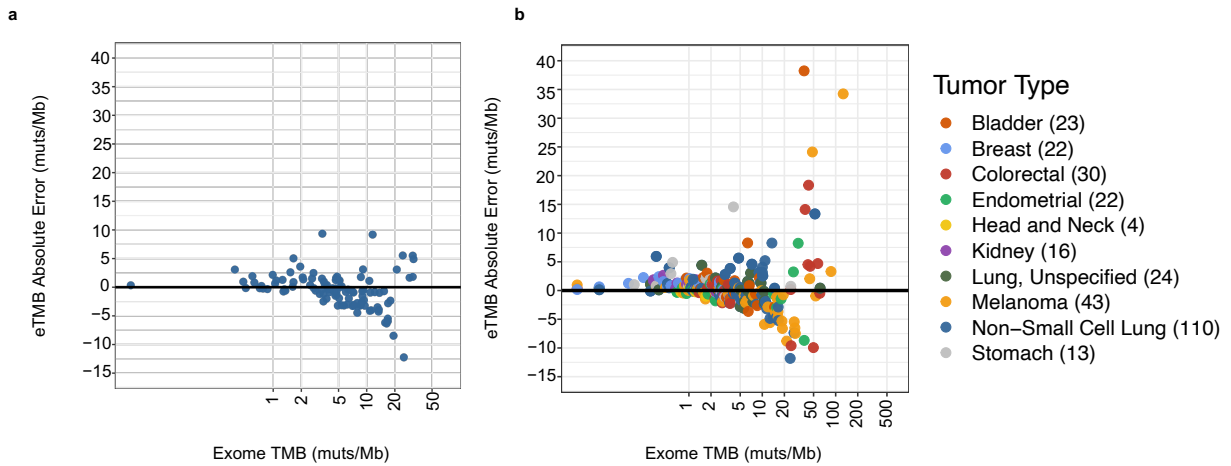 a
eTMB Absolute Error (muts/Mb)
40
35
30
25
20
15
10
5
0
−5
−10
−15
1
2
5
10
20
50
Exome TMB (muts/Mb)
b
eTMB Absolute Error (muts/Mb)
40
35
30
25
20
15
10
5
0
−5
−10
−15
1
2
5
10
20
50
100
200
500
Exome TMB (muts/Mb)
Tumor Type
Bladder (23)
Breast (22)
Colorectal (30)
Endometrial (22)
Head and Neck (4)
Kidney (16)
Lung, Unspecified (24)
Melanoma (43)
Non−Small Cell Lung (110)
Stomach (13)